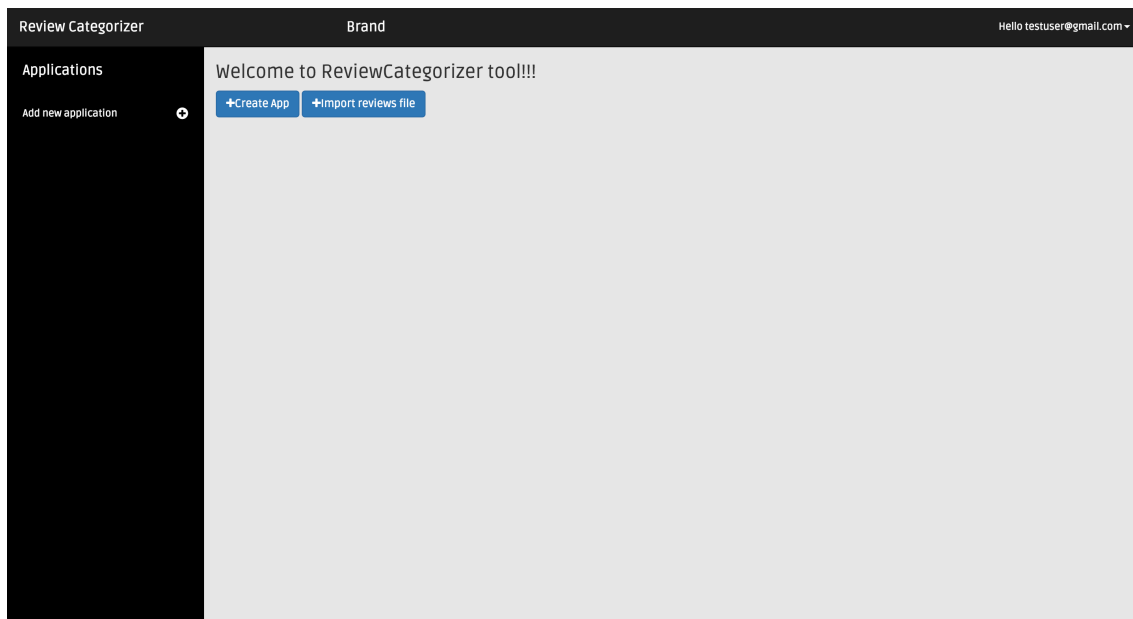 Review Categorizer
Brand
Hello testuser@gmail.com
Applications
Add new application
Welcome to ReviewCategorizer tool!!!
+Create App
+Import reviews file